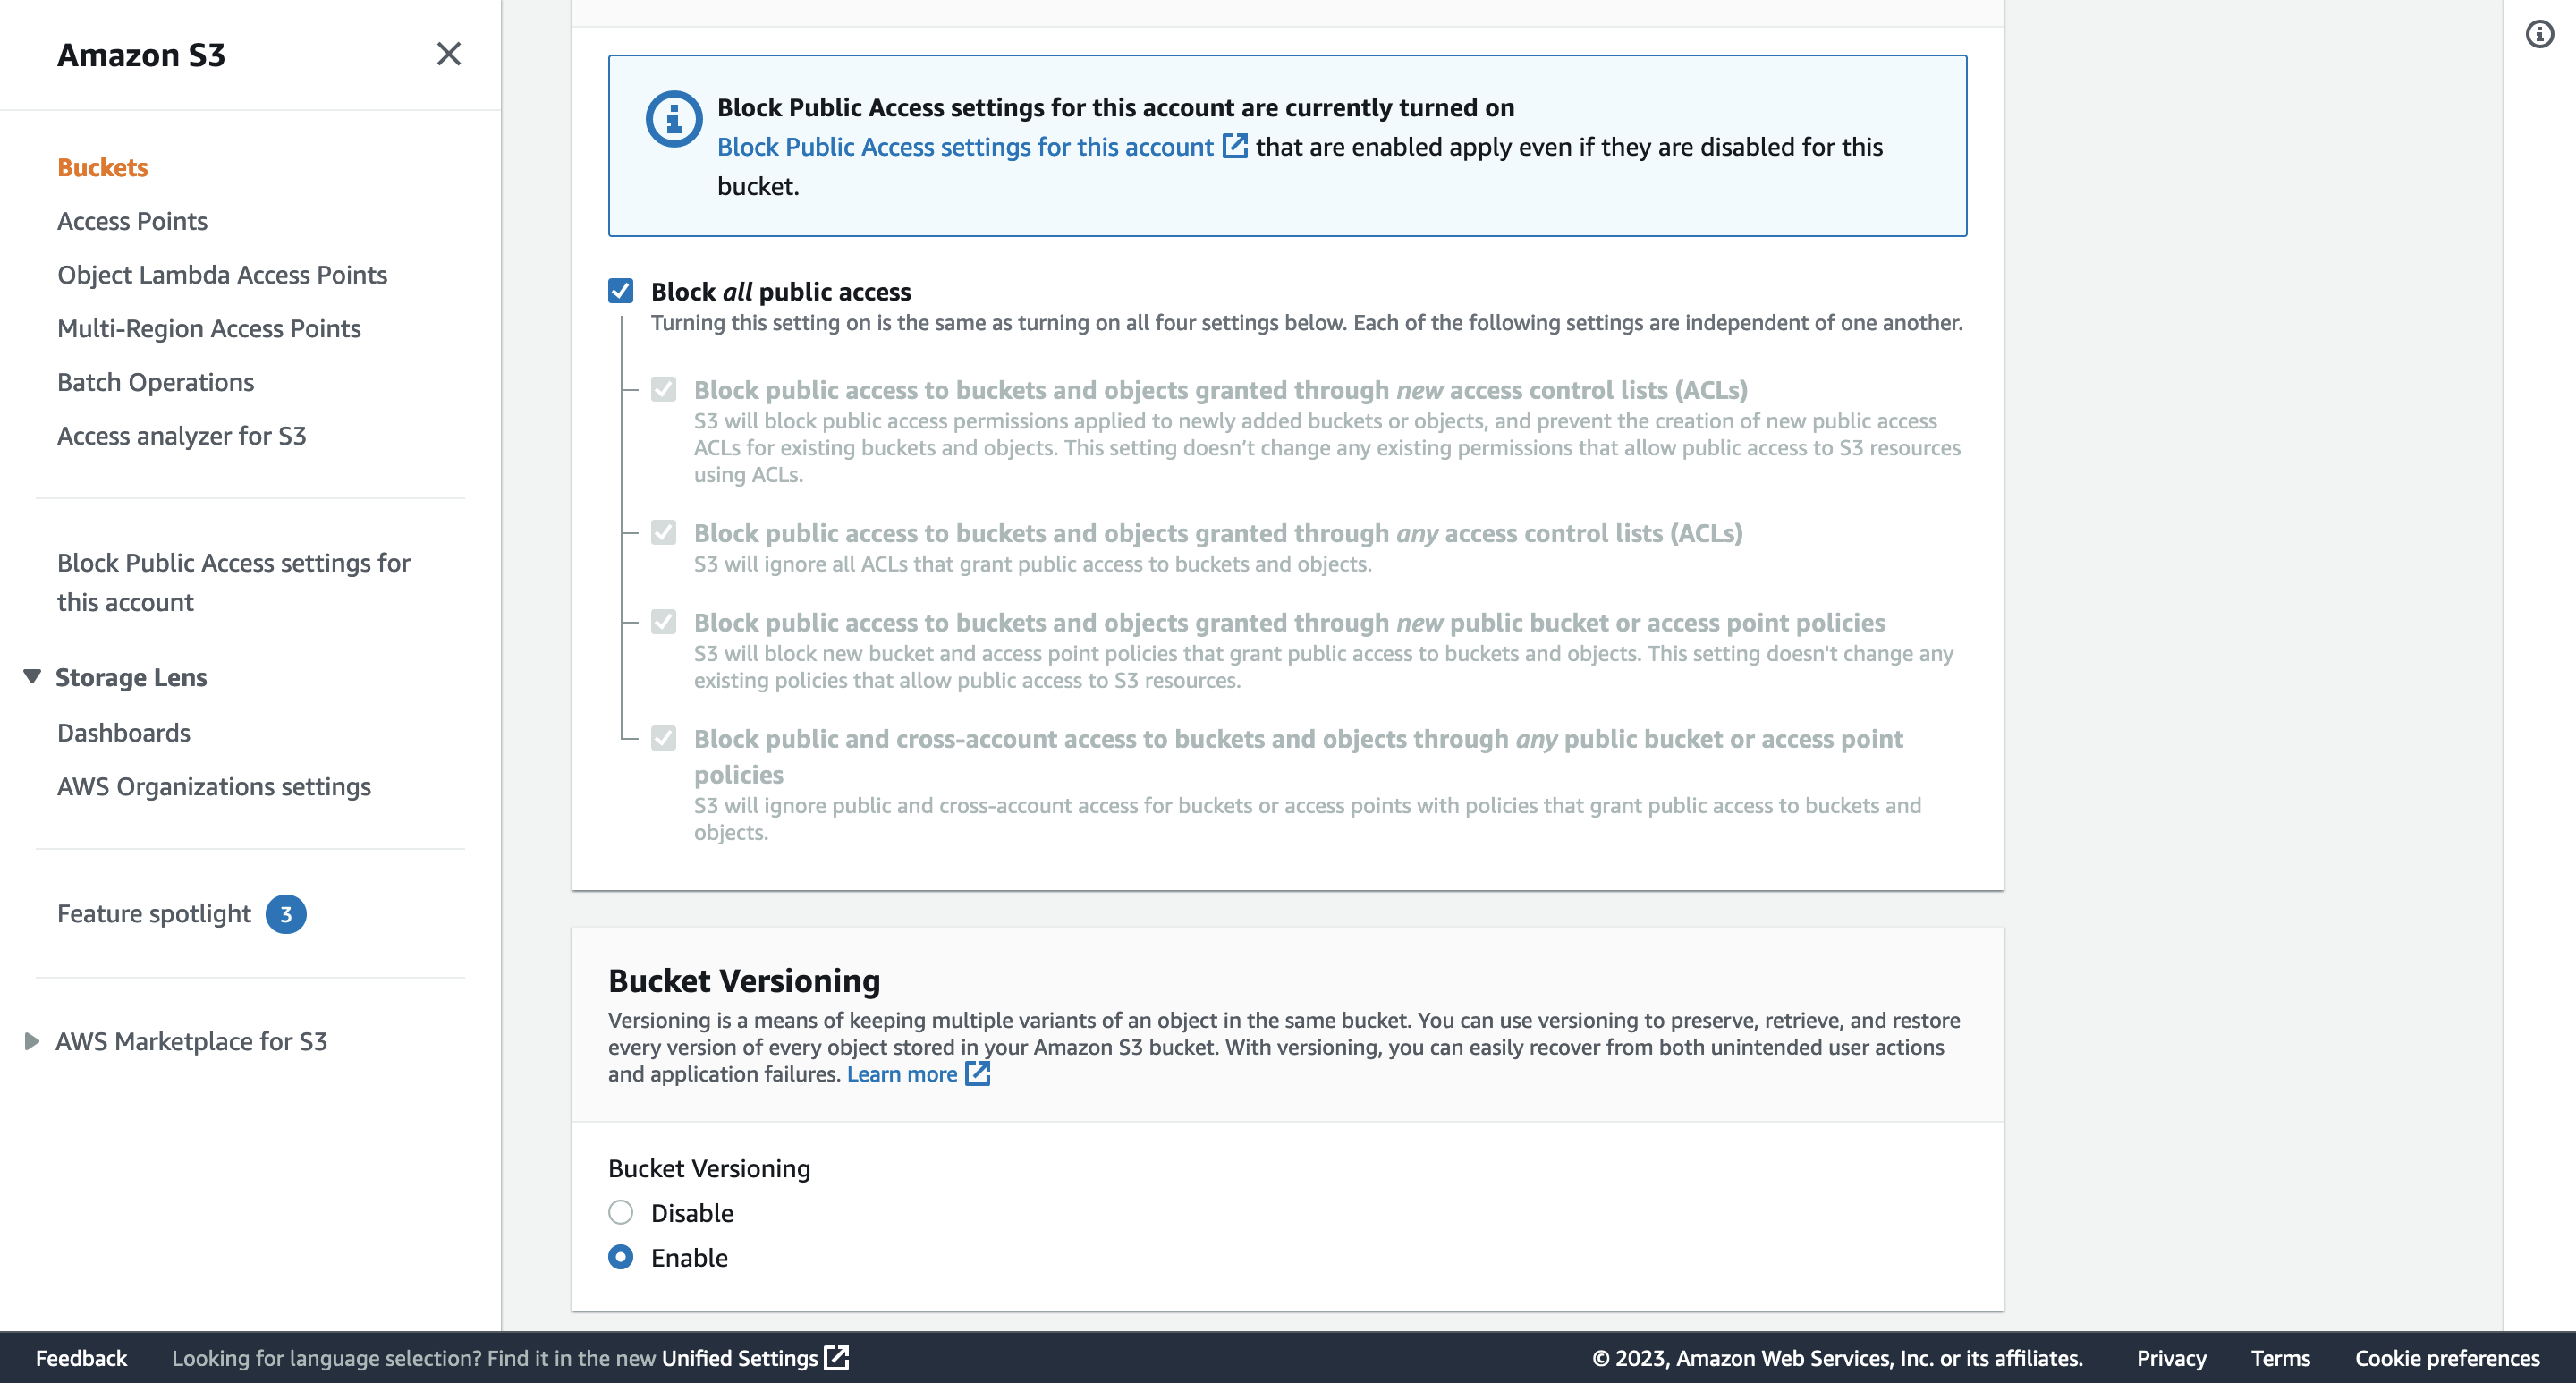 Amazon S3
Buckets
Access Points
Object Lambda Access Points
Multi-Region Access Points
Batch Operations
Access analyzer for S3
Block Public Access settings for
this account
Storage Lens
Dashboards
AWS Organizations settings
Feature spotlight 3
AWS Marketplace for S3
Block Public Access settings for this account are currently turned on
Block Public Access settings for this account that are enabled apply even if they are disabled for this
bucket.
Block all public access
Turning this setting on is the same as turning on all four settings below. Each of the following settings are independent of one another.
Block public access to buckets and objects granted through new access control lists (ACLs)
S3 will block public access permissions applied to newly added buckets or objects, and prevent the creation of new public access
ACLs for existing buckets and objects. This setting doesn’t change any existing permissions that allow public access to S3 resources
using ACLs.
Block public access to buckets and objects granted through any access control lists (ACLs)
S3 will ignore all ACLs that grant public access to buckets and objects.
Block public access to buckets and objects granted through new public bucket or access point policies
S3 will block new bucket and access point policies that grant public access to buckets and objects. This setting doesn't change any
existing policies that allow public access to S3 resources.
Block public and cross-account access to buckets and objects through any public bucket or access point
policies
S3 will ignore public and cross-account access for buckets or access points with policies that grant public access to buckets and
objects.
Bucket Versioning
Versioning is a means of keeping multiple variants of an object in the same bucket. You can use versioning to preserve, retrieve, and restore
every version of every object stored in your Amazon S3 bucket. With versioning, you can easily recover from both unintended user actions
and application failures. Learn more
Bucket Versioning
Disable
Enable
Feedback Looking for language selection? Find it in the new Unified Settings © 2023, Amazon Web Services, Inc. or its affiliates. Privacy Terms Cookie preferences